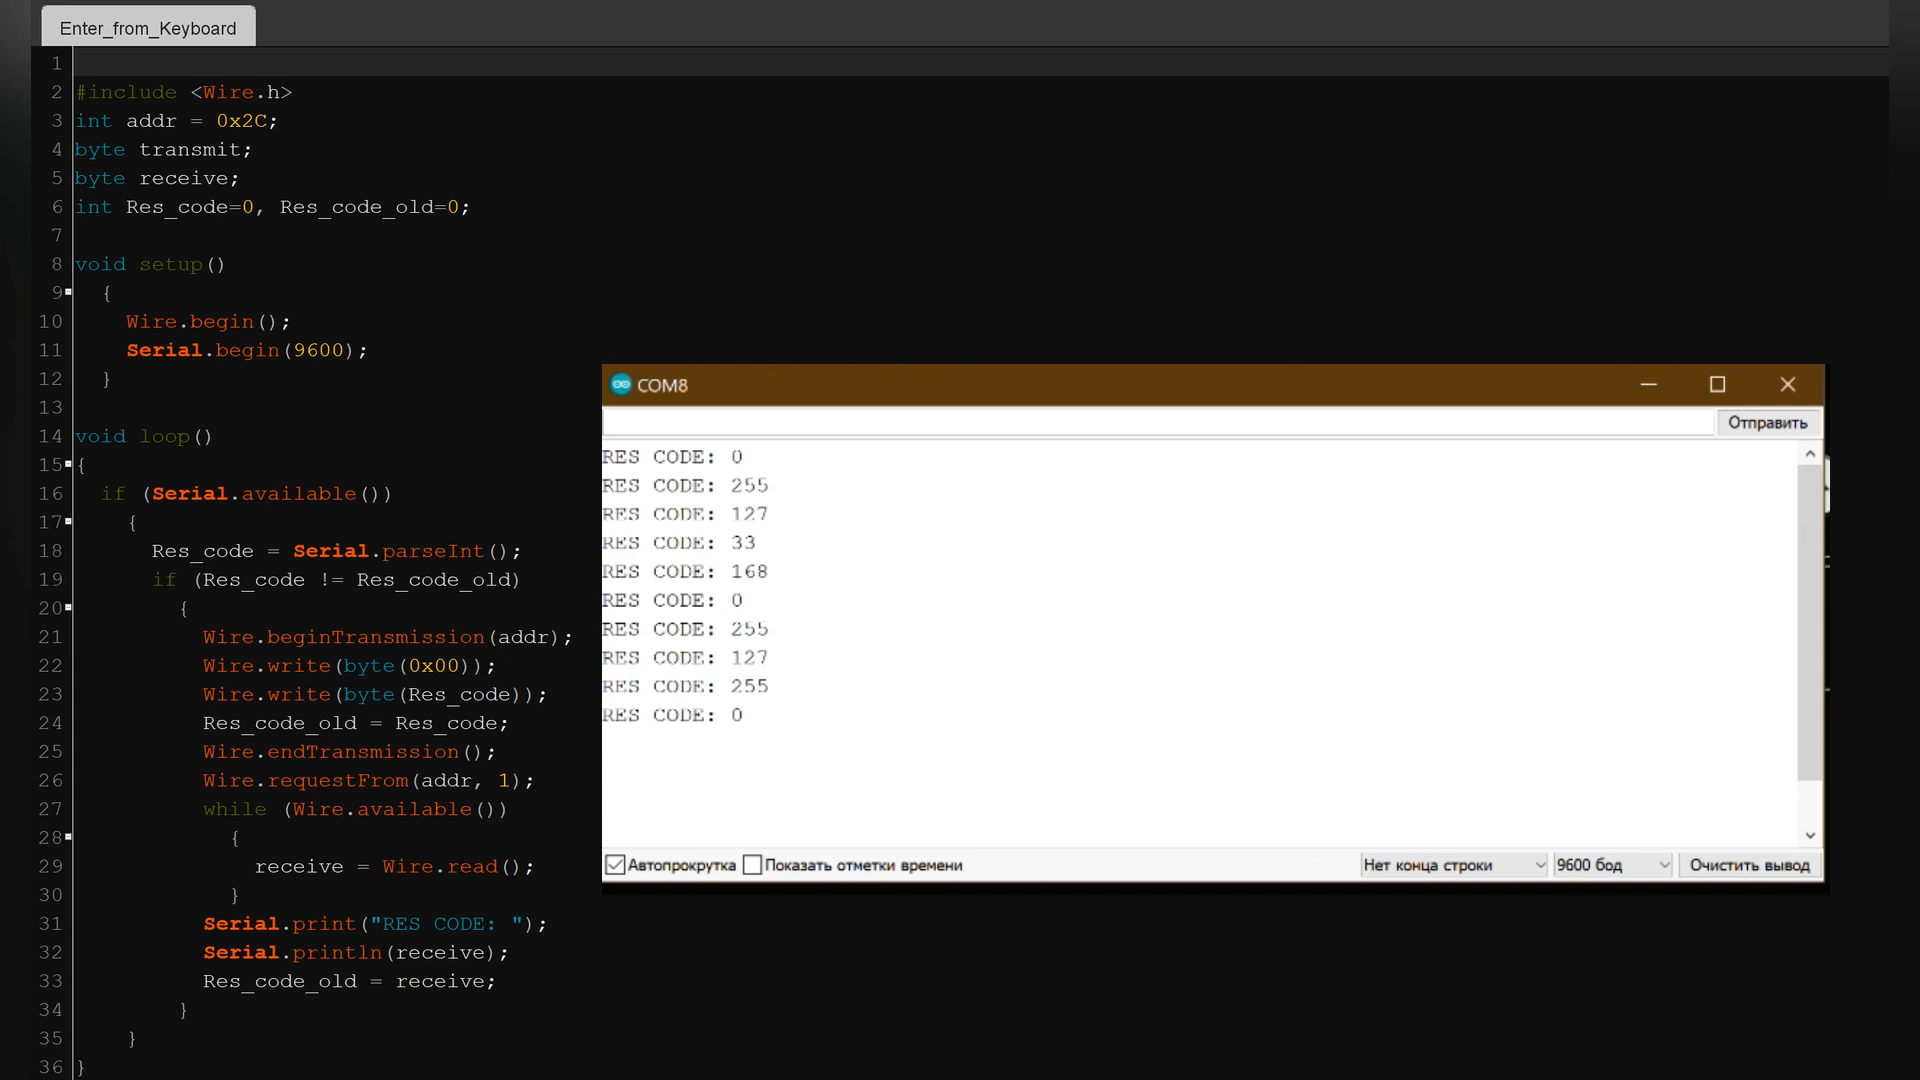 Enter_from_Keyboard
1
2 #include <Wire.h>
3 int addr = 0x2C;
4 byte transmit;
5 byte receive;
6 int Res_code=0, Res_code_old=0;
7
8 void setup()
9 {
10 Wire.begin();
11 Serial.begin(9600);
12 }
13
14 void loop()
15 {
16 if (Serial.available())
17 {
18 Res_code = Serial.parseInt();
19 if (Res_code != Res_code_old)
20 {
21 Wire.beginTransmission(addr);
22 Wire.write(byte(0x00));
23 Wire.write(byte(Res_code));
24 Res_code_old = Res_code;
25 Wire.endTransmission();
26 Wire.requestFrom(addr, 1);
27 while (Wire.available())
28 {
29 receive = Wire.read();
30 }
31 Serial.print("RES CODE: ");
32 Serial.println(receive);
33 Res_code_old = receive;
34 }
35 }
36 }
COM8
Отправить
RES CODE: 0
RES CODE: 255
RES CODE: 127
RES CODE: 33
RES CODE: 168
RES CODE: 0
RES CODE: 255
RES CODE: 127
RES CODE: 255
RES CODE: 0
Автопрокрутка Показать отметки времени Нет конца строки 9600 бод Очистить вывод